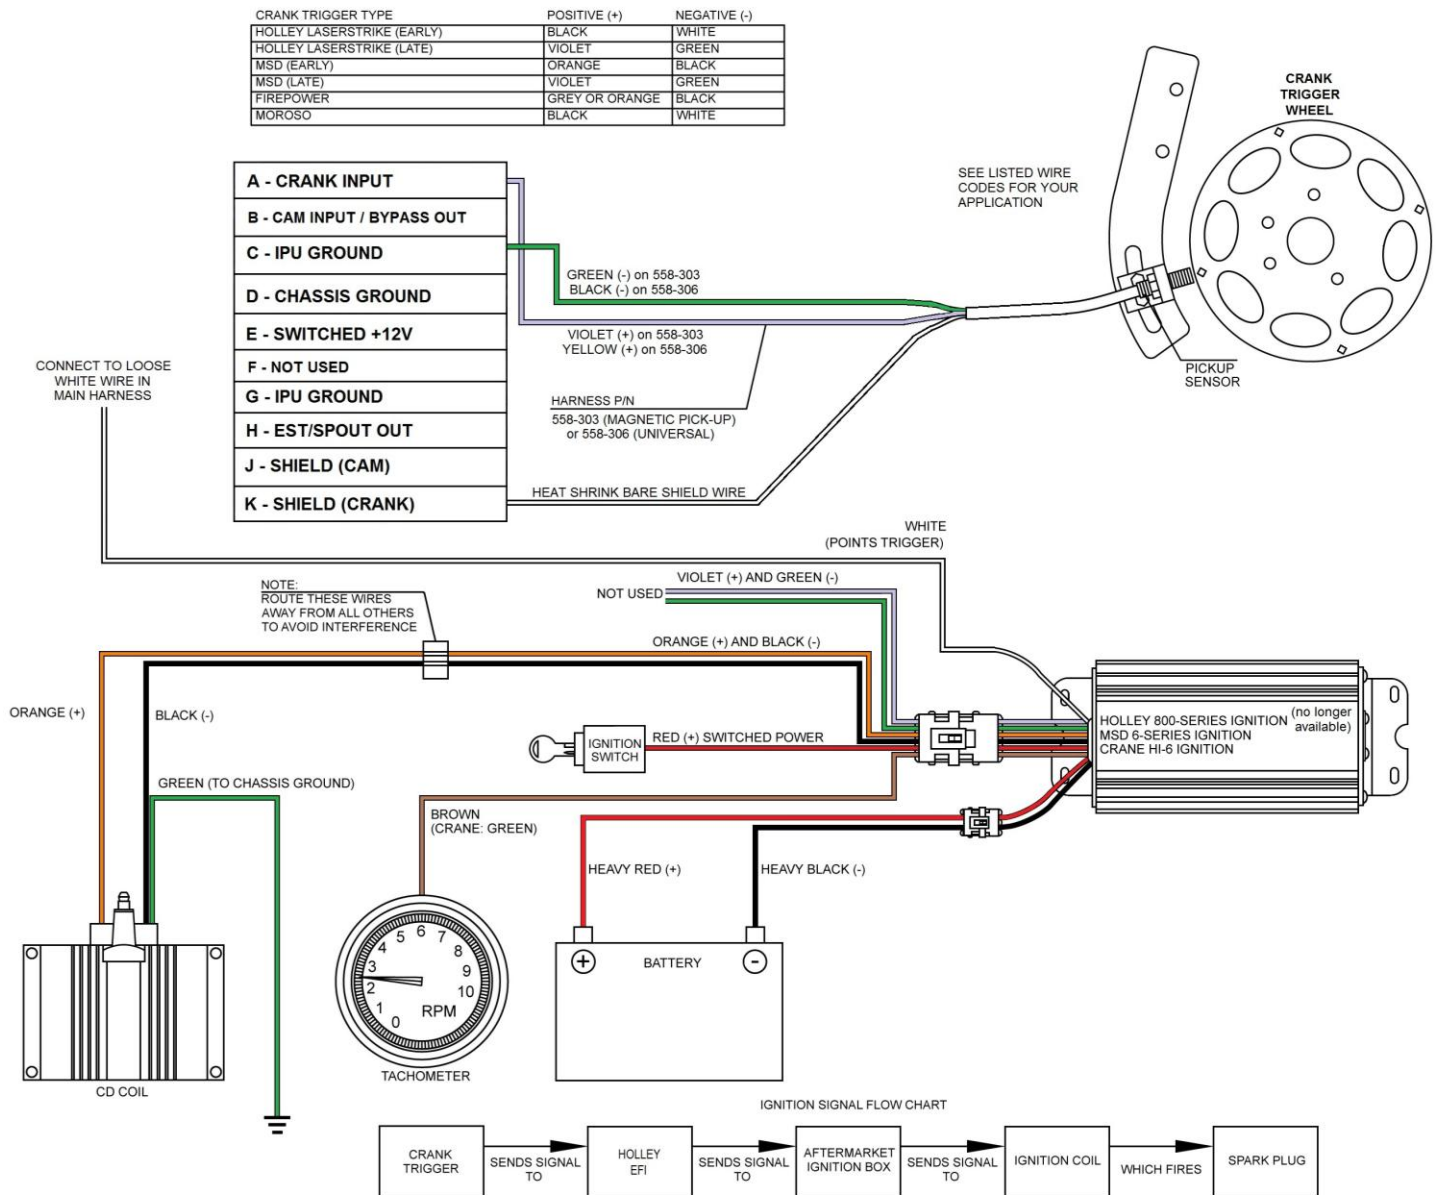 CRANK TRIGGER TYPE POSITIVE (+) NEGATIVE (-)
HOLLEY LASERSTRIKE (EARLY) BLACK WHITE
HOLLEY LASERSTRIKE (LATE) VIOLET GREEN
MSD (EARLY) ORANGE BLACK
MSD (LATE) VIOLET GREEN
FIREPOWER GREY OR ORANGE BLACK
MOROSO BLACK WHITE
CRANK
TRIGGER
WHEEL
SEE LISTED WIRE
CODES FOR YOUR
APPLICATION
A - CRANK INPUT
B - CAM INPUT / BYPASS OUT
C - IPU GROUND
D - CHASSIS GROUND
E - SWITCHED +12V
F - NOT USED
G - IPU GROUND
H - EST/SPOUT OUT
J - SHIELD (CAM)
K - SHIELD (CRANK)
GREEN (-) on 558-303
BLACK (-) on 558-306
VIOLET (+) on 558-303
YELLOW (+) on 558-306
PICKUP
SENSOR
CONNECT TO LOOSE
WHITE WIRE IN
MAIN HARNESS
HARNESS P/N
558-303 (MAGNETIC PICK-UP)
or 558-306 (UNIVERSAL)
HEAT SHRINK BARE SHIELD WIRE
WHITE
(POINTS TRIGGER)
NOTE:
ROUTE THESE WIRES
AWAY FROM ALL OTHERS
TO AVOID INTERFERENCE
VIOLET (+) AND GREEN (-)
NOT USED
ORANGE (+) AND BLACK (-)
ORANGE (+)
BLACK (-)
IGNITION
SWITCH
RED (+) SWITCHED POWER
HOLLEY 800-SERIES IGNITION (no longer
available)
MSD 6-SERIES IGNITION
CRANE HI-6 IGNITION
GREEN (TO CHASSIS GROUND)
BROWN
(CRANE: GREEN)
HEAVY RED (+)
HEAVY BLACK (-)
0
1
2
3
4
5
6
7
8
9
10
RPM
TACHOMETER
+
BATTERY
-
CD COIL
IGNITION SIGNAL FLOW CHART
CRANK
TRIGGER
SENDS SIGNAL
TO
HOLLEY
EFI
SENDS SIGNAL
TO
AFTERMARKET
IGNITION BOX
SENDS SIGNAL
TO
IGNITION COIL
WHICH FIRES
SPARK PLUG